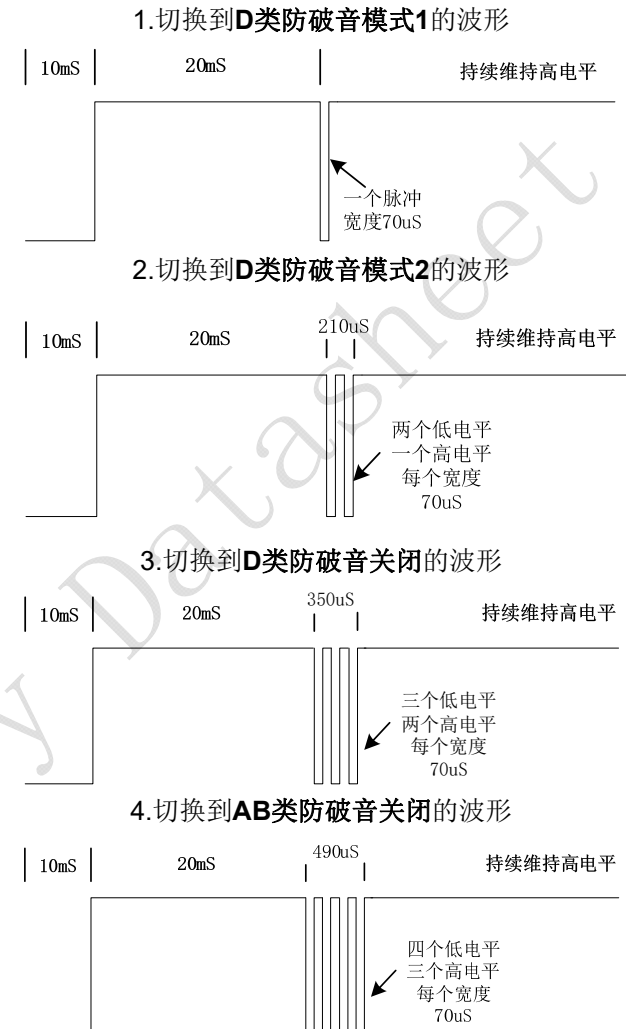 1.切换到D类防破音模式1的波形
10mS
20mS
持续维持高电平
一个脉冲
宽度70uS
2.切换到D类防破音模式2的波形
10mS
20mS
210uS
持续维持高电平
两个低电平
一个高电平
每个宽度
70uS
3.切换到D类防破音关闭的波形
10mS
20mS
350uS
持续维持高电平
三个低电平
两个高电平
每个宽度
70uS
4.切换到AB类防破音关闭的波形
10mS
20mS
490uS
持续维持高电平
四个低电平
三个高电平
每个宽度
70uS
y Datasheet